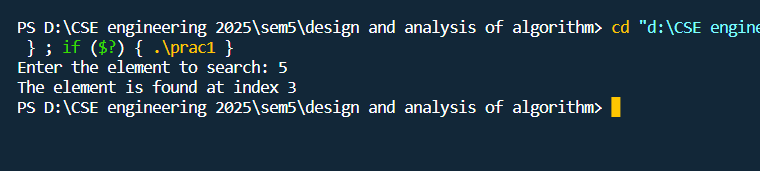 PS D:\CSE engineering 2025\sem5\design and analysis of algorithm> cd "d:\CSE engine
} ; if ($?) { .\prac1 }
Enter the element to search: 5
The element is found at index 3
PS D:\CSE engineering 2025\sem5\design and analysis of algorithm>